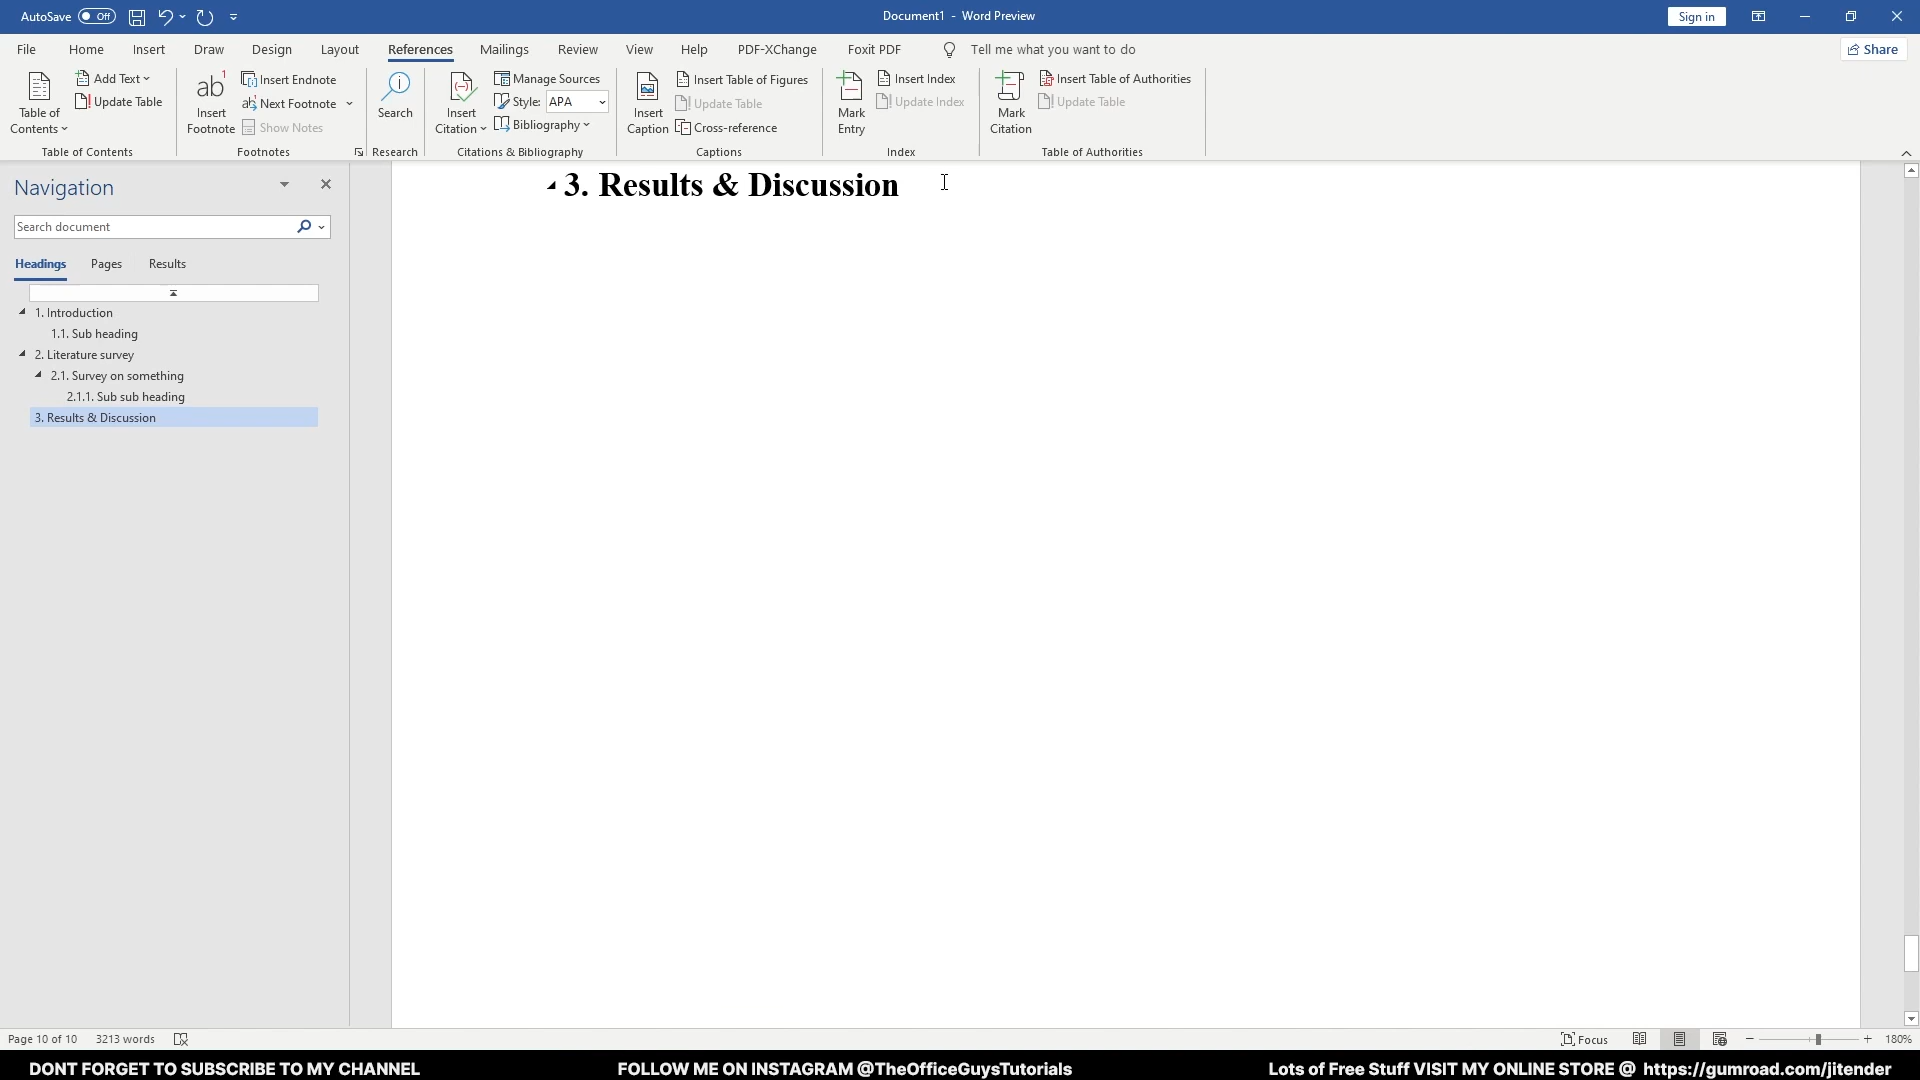 AutoSave Off
Document1 - Word Preview
Sign in
File Home Insert Draw Design Layout References Mailings Review View Help PDF-XChange Foxit PDF Tell me what you want to do
Share
Table of Contents
Add Text
Update Table
Table of Contents
ab1
Insert Footnote
Insert Endnote
Next Footnote
Show Notes
Footnotes
Search
Research
Insert Citation
Manage Sources
Style: APA
Bibliography
Citations & Bibliography
Insert Caption
Insert Table of Figures
Update Table
Cross-reference
Captions
Mark Entry
Insert Index
Update Index
Index
Mark Citation
Insert Table of Authorities
Update Table
Table of Authorities
Navigation
Search document
Headings Pages Results
1. Introduction
1.1. Sub heading
2. Literature survey
2.1. Survey on something
2.1.1. Sub sub heading
3. Results & Discussion
3. Results & Discussion
Page 10 of 10 3213 words
Focus
180%
DONT FORGET TO SUBSCRIBE TO MY CHANNEL
FOLLOW ME ON INSTAGRAM @TheOfficeGuysTutorials
Lots of Free Stuff VISIT MY ONLINE STORE @ https://gumroad.com/jitender